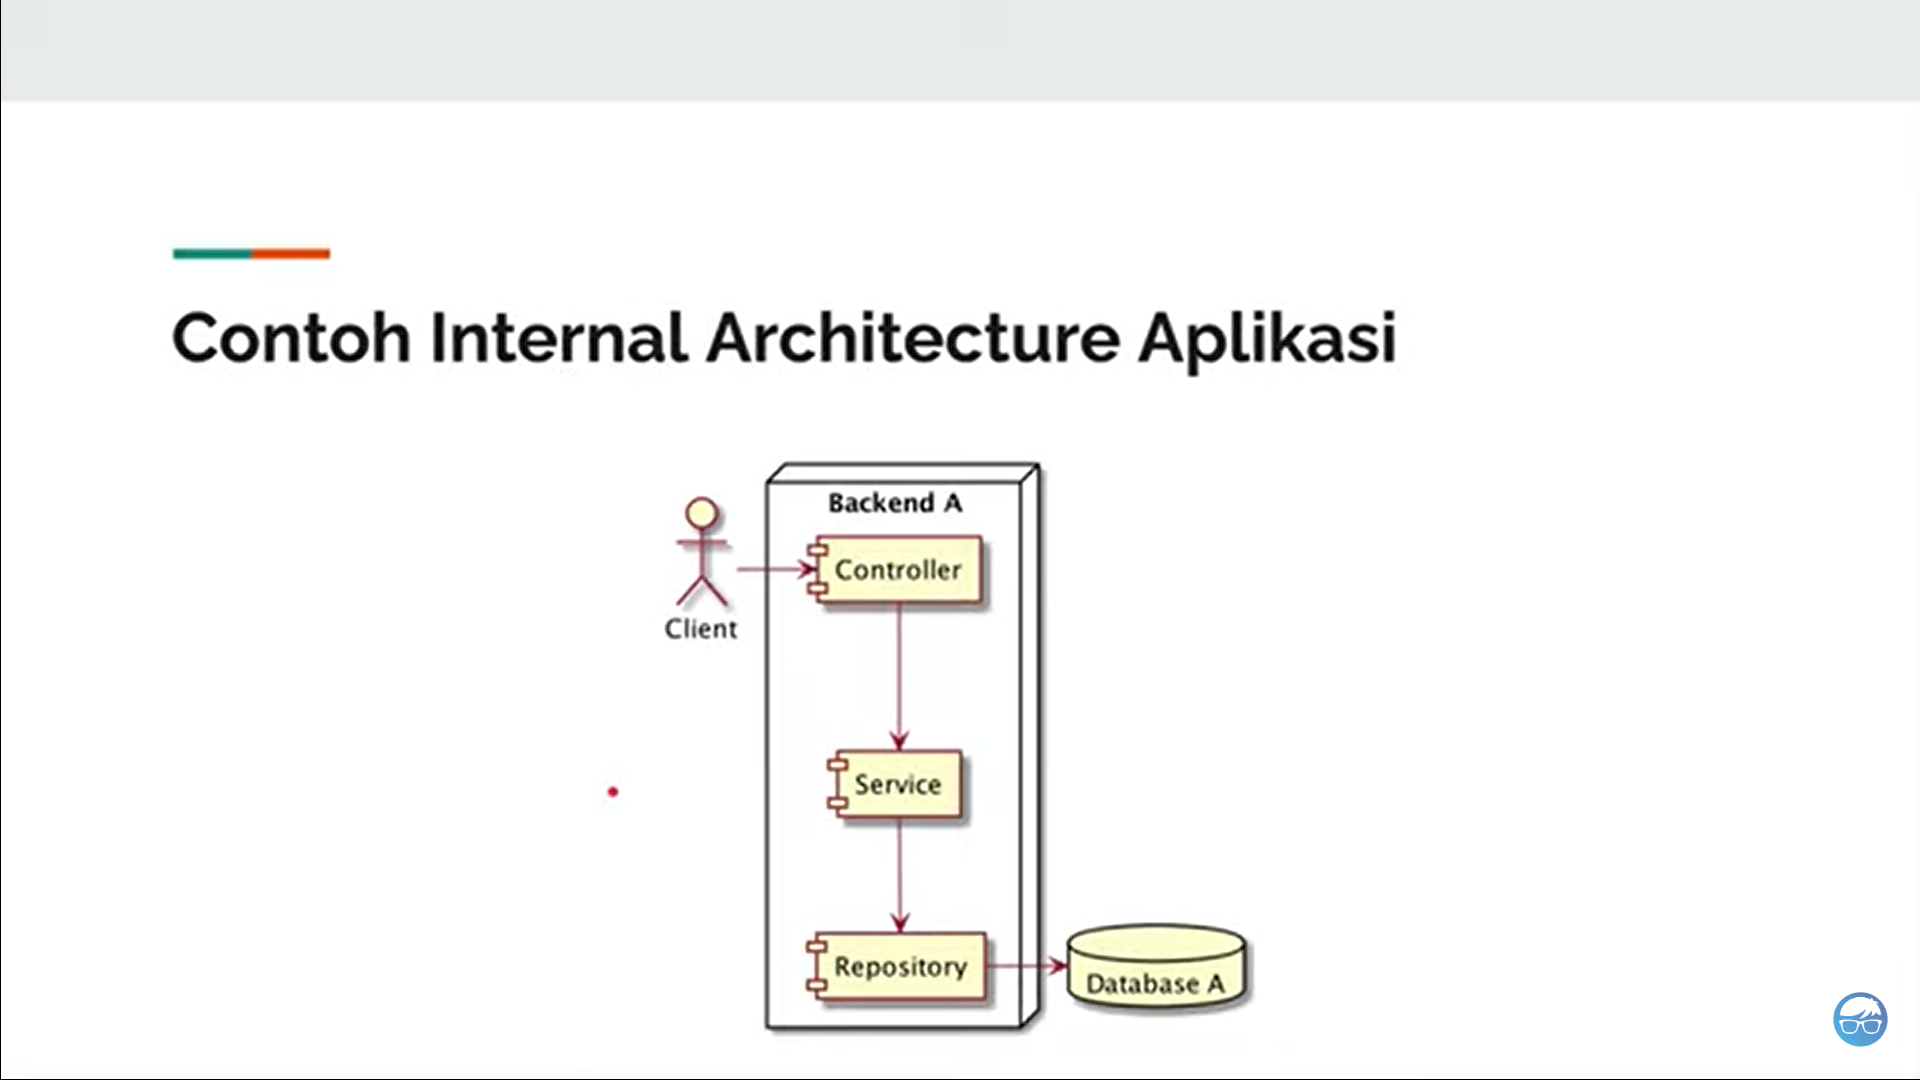 Contoh Internal Architecture Aplikasi
Backend A
Controller
Client
Service
Repository
Database A